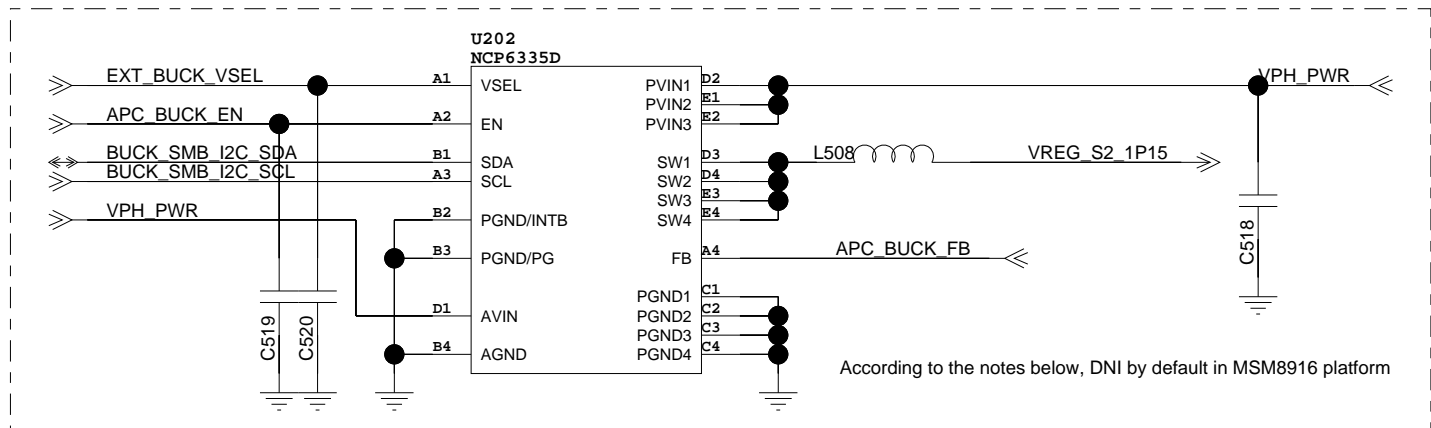 U202
NCP6335D
EXT_BUCK_VSEL A1 VSEL PVIN1 D2 VPH_PWR
PVIN2 E1
APC_BUCK_EN A2 EN PVIN3 E2
BUCK_SMB_I2C_SDA B1 SDA SW1 D3 L508 VREG_S2_1P15
BUCK_SMB_I2C_SCL A3 SCL SW2 D4
SW3 E3
VPH_PWR B2 PGND/INTB SW4 E4
B3 PGND/PG FB A4 APC_BUCK_FB
C518
PGND1 C1
D1 AVIN PGND2 C2
C519 C520 PGND3 C3
B4 AGND PGND4 C4
According to the notes below, DNI by default in MSM8916 platform